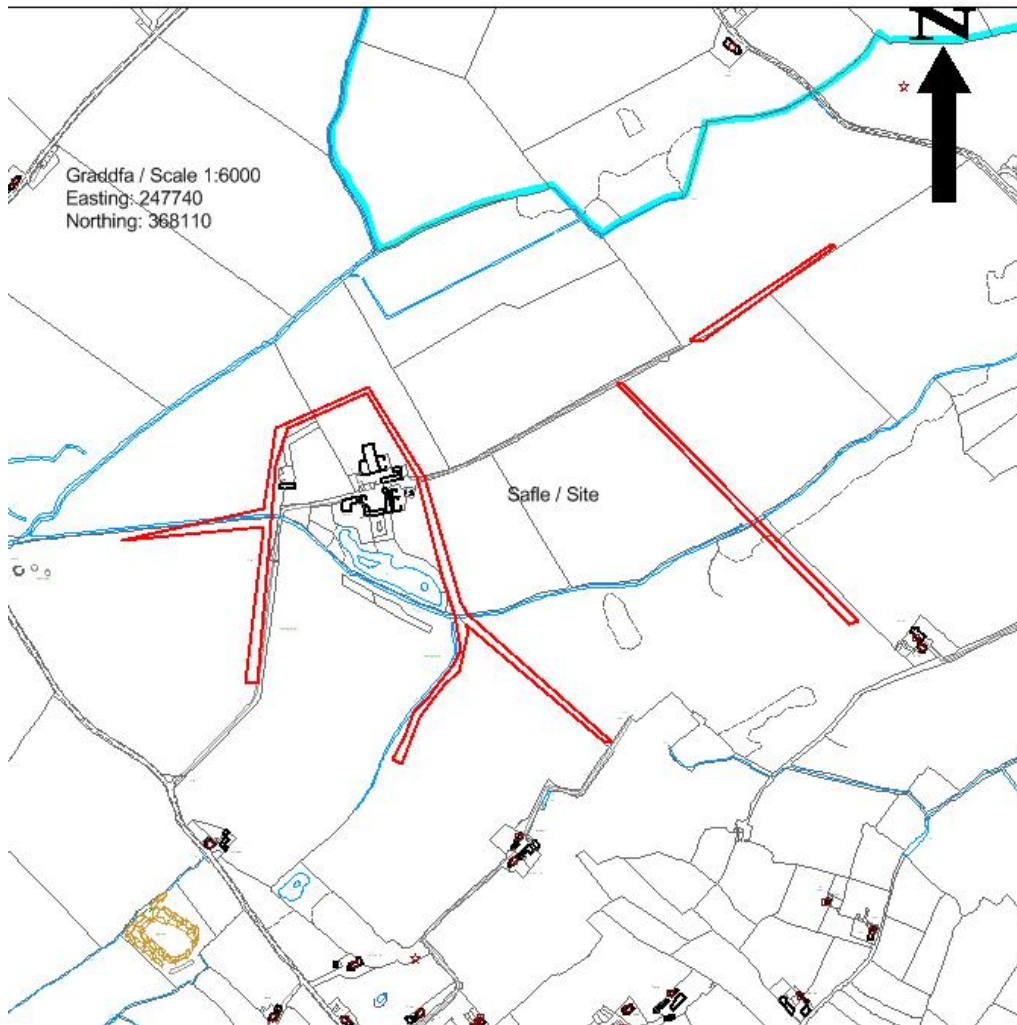 N
Graddfa / Scale 1:6000
Easting: 247740
Northing: 368110
Safle / Site